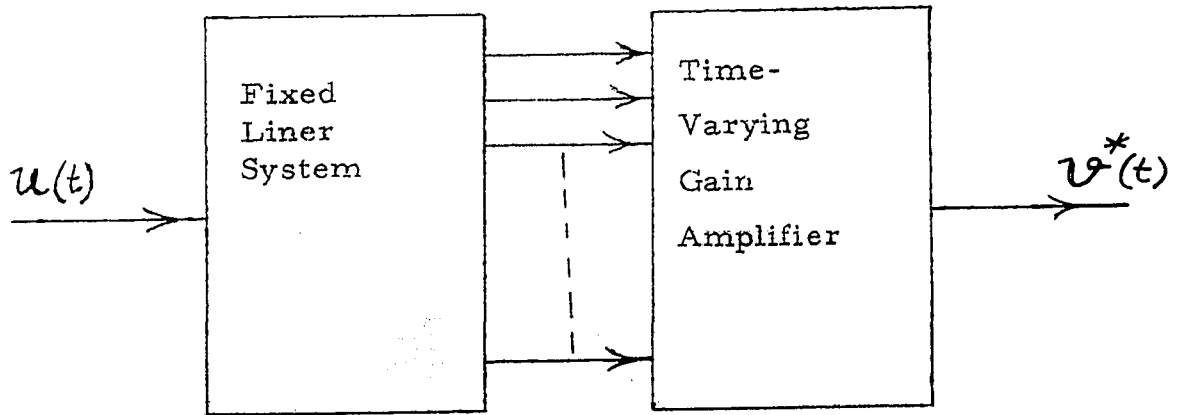 u(t)
Fixed
Liner
System
Time-
Varying
Gain
Amplifier
v*(t)